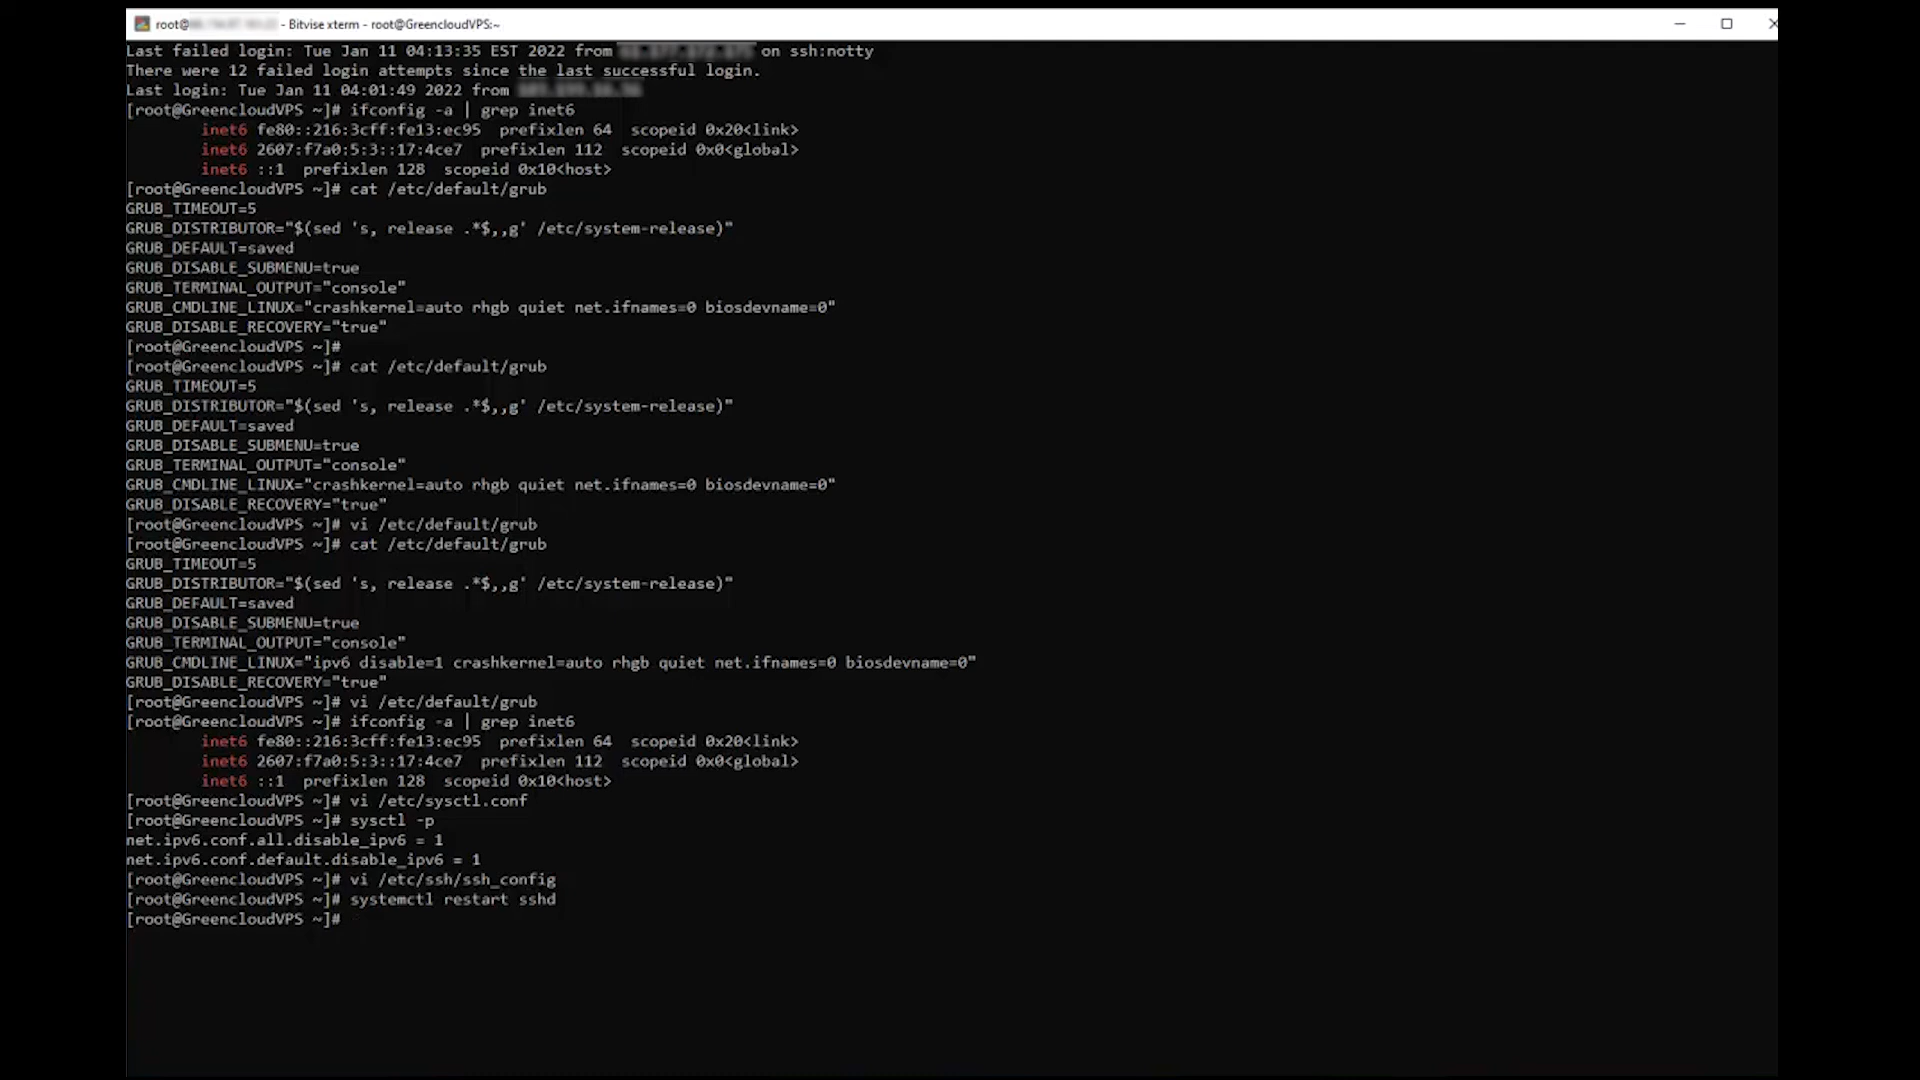 root@ - Bitvise xterm - root@GreencloudVPS:~
Last failed login: Tue Jan 11 04:13:35 EST 2022 from on ssh:notty
There were 12 failed login attempts since the last successful login.
Last login: Tue Jan 11 04:01:49 2022 from
[root@GreencloudVPS ~]# ifconfig -a | grep inet6
        inet6 fe80::216:3cff:fe13:ec95  prefixlen 64  scopeid 0x20<link>
        inet6 2607:f7a0:5:3::17:4ce7  prefixlen 112  scopeid 0x0<global>
        inet6 ::1  prefixlen 128  scopeid 0x10<host>
[root@GreencloudVPS ~]# cat /etc/default/grub
GRUB_TIMEOUT=5
GRUB_DISTRIBUTOR="$(sed 's, release .*$,,g' /etc/system-release)"
GRUB_DEFAULT=saved
GRUB_DISABLE_SUBMENU=true
GRUB_TERMINAL_OUTPUT="console"
GRUB_CMDLINE_LINUX="crashkernel=auto rhgb quiet net.ifnames=0 biosdevname=0"
GRUB_DISABLE_RECOVERY="true"
[root@GreencloudVPS ~]#
[root@GreencloudVPS ~]# cat /etc/default/grub
GRUB_TIMEOUT=5
GRUB_DISTRIBUTOR="$(sed 's, release .*$,,g' /etc/system-release)"
GRUB_DEFAULT=saved
GRUB_DISABLE_SUBMENU=true
GRUB_TERMINAL_OUTPUT="console"
GRUB_CMDLINE_LINUX="crashkernel=auto rhgb quiet net.ifnames=0 biosdevname=0"
GRUB_DISABLE_RECOVERY="true"
[root@GreencloudVPS ~]# vi /etc/default/grub
[root@GreencloudVPS ~]# cat /etc/default/grub
GRUB_TIMEOUT=5
GRUB_DISTRIBUTOR="$(sed 's, release .*$,,g' /etc/system-release)"
GRUB_DEFAULT=saved
GRUB_DISABLE_SUBMENU=true
GRUB_TERMINAL_OUTPUT="console"
GRUB_CMDLINE_LINUX="ipv6 disable=1 crashkernel=auto rhgb quiet net.ifnames=0 biosdevname=0"
GRUB_DISABLE_RECOVERY="true"
[root@GreencloudVPS ~]# vi /etc/default/grub
[root@GreencloudVPS ~]# ifconfig -a | grep inet6
        inet6 fe80::216:3cff:fe13:ec95  prefixlen 64  scopeid 0x20<link>
        inet6 2607:f7a0:5:3::17:4ce7  prefixlen 112  scopeid 0x0<global>
        inet6 ::1  prefixlen 128  scopeid 0x10<host>
[root@GreencloudVPS ~]# vi /etc/sysctl.conf
[root@GreencloudVPS ~]# sysctl -p
net.ipv6.conf.all.disable_ipv6 = 1
net.ipv6.conf.default.disable_ipv6 = 1
[root@GreencloudVPS ~]# vi /etc/ssh/ssh_config
[root@GreencloudVPS ~]# systemctl restart sshd
[root@GreencloudVPS ~]#